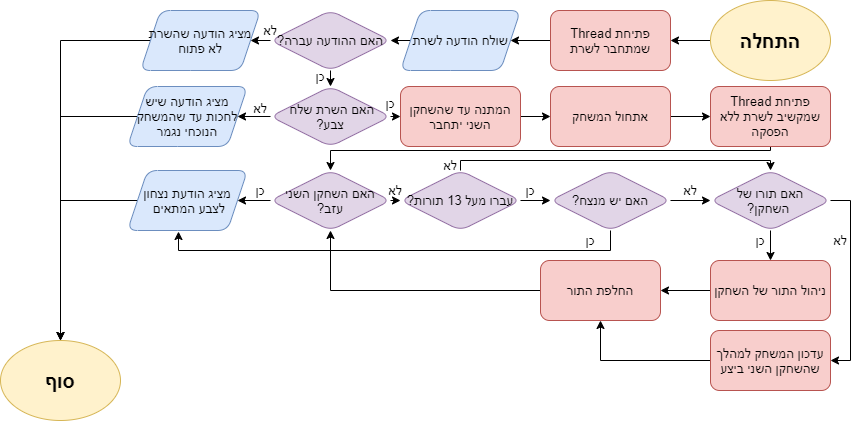 התחלה
פתיחת Thread
שמתחבר לשרת
שולח הודעה לשרת
האם ההודעה עברה?
לא
מציג הודעה שהשרת
לא פתוח
כן
האם השרת שלח
צבע?
לא
מציג הודעה שיש
לחכות עד שהמשחק
הנוכחי נגמר
כן
המתנה עד שהשחקן
השני יתחבר
אתחול המשחק
פתיחת Thread
שמקשיב לשרת ללא
הפסקה
האם השחקן השני
עזב?
כן
מציג הודעת נצחון
לצבע המתאים
לא
עברו מעל 13 תורות?
לא
כן
האם יש מנצח?
כן
לא
האם תורו של
השחקן?
כן
לא
ניהול התור של השחקן
החלפת התור
עדכון המשחק למהלך
שהשחקן השני ביצע
סוף